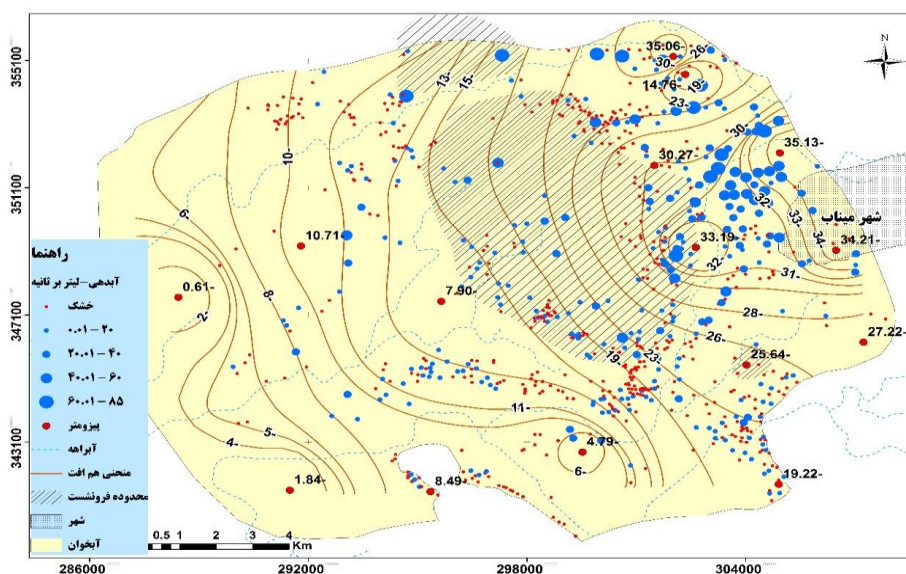 N
35.06-
26-
30-
14.76-
19-
23-
13-
15-
30-
35.13-
30.27-
10-
32-
33-
شهر میناب
6-
34-
34.21-
10.71-
33.19-
32-
31-
0.61-
2-
8-
7.90-
28-
27.22-
26-
19-
23-
25.64-
11-
5-
4-
4.79-
6-
1.84-
8.49-
19.22-
راهنما
آبدهی-لیتر بر ثانیه
خشک
۰.۰۱ – ۲۰
۲۰.۰۱ – ۴۰
۴۰.۰۱ – ۶۰
۶۰.۰۱ – ۸۵
پیزومتر
آبراهه
منحنی هم افت
محدوده فرونشست
شهر
آبخوان
0.5 1 2 3 4
Km
355100
351100
347100
343100
286000 292000 298000 304000